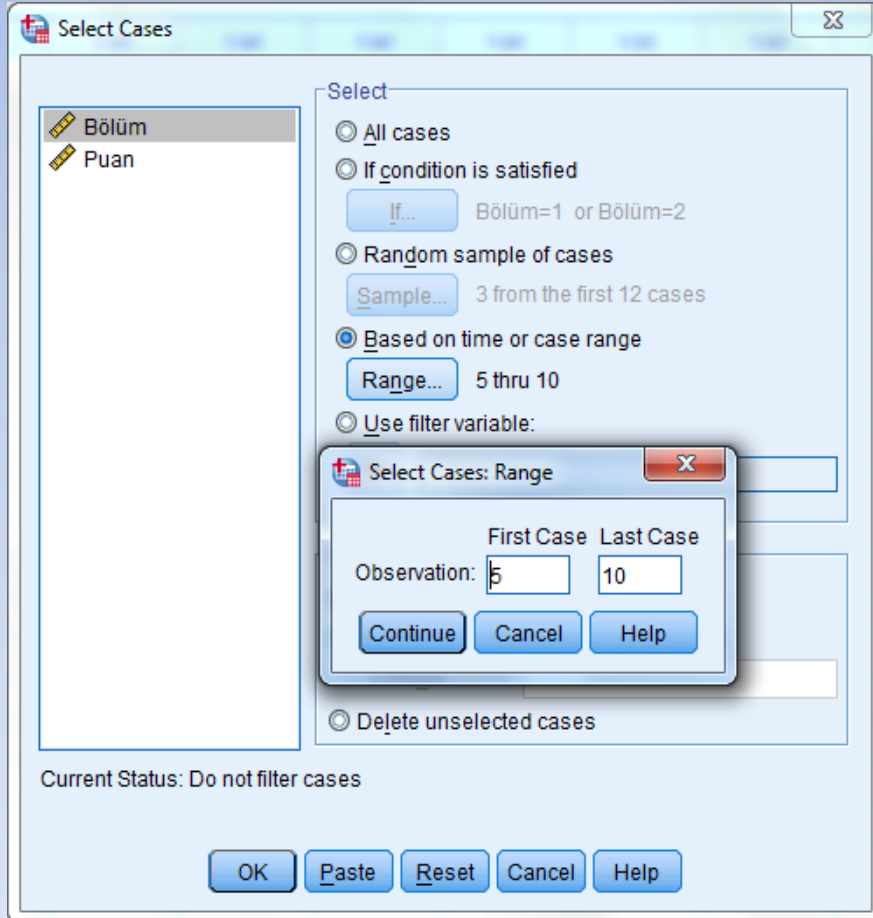 Select Cases
Bölüm
Puan
Select
All cases
If condition is satisfied
If... Bölüm=1 or Bölüm=2
Random sample of cases
Sample... 3 from the first 12 cases
Based on time or case range
Range... 5 thru 10
Use filter variable:
Select Cases: Range
First Case Last Case
Observation: 5 10
Continue Cancel Help
Delete unselected cases
Current Status: Do not filter cases
OK Paste Reset Cancel Help